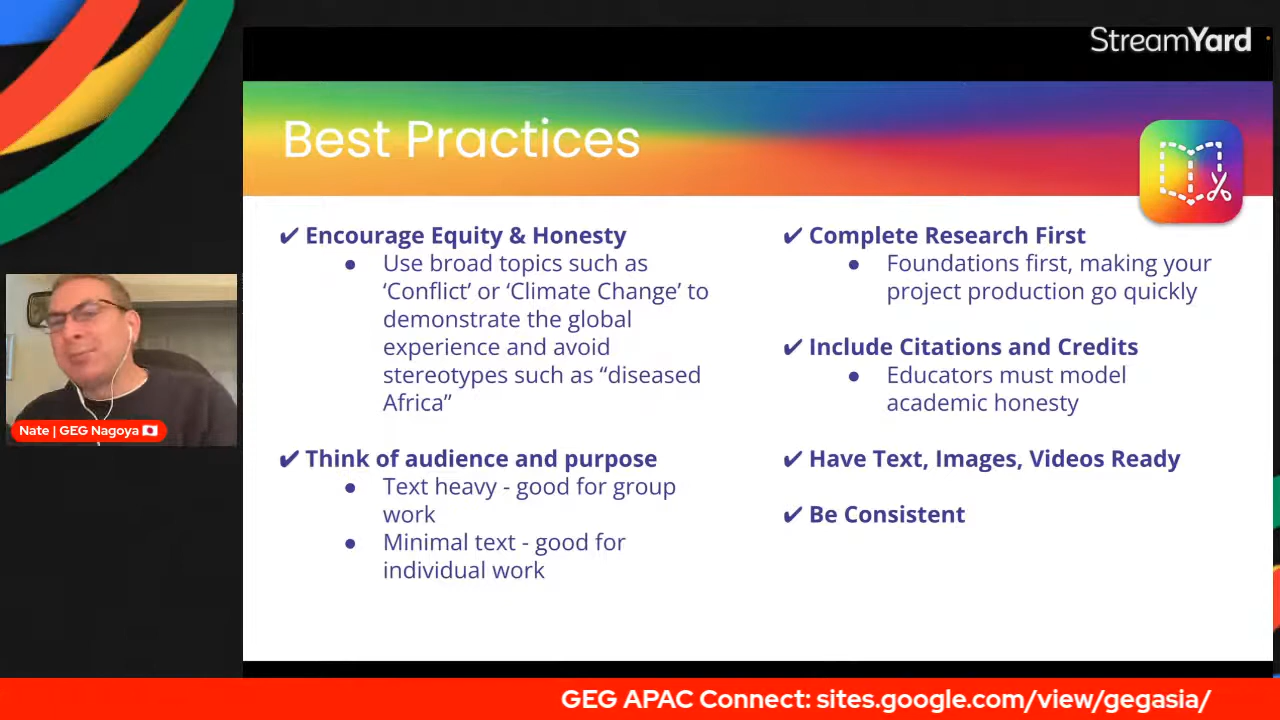 StreamYard
Best Practices
✔ Encourage Equity & Honesty
● Use broad topics such as
‘Conflict’ or ‘Climate Change’ to
demonstrate the global
experience and avoid
stereotypes such as “diseased
Africa”
✔ Think of audience and purpose
● Text heavy - good for group
work
● Minimal text - good for
individual work
✔ Complete Research First
● Foundations first, making your
project production go quickly
✔ Include Citations and Credits
● Educators must model
academic honesty
✔ Have Text, Images, Videos Ready
✔ Be Consistent
Nate | GEG Nagoya 🇯🇵
GEG APAC Connect: sites.google.com/view/gegasia/